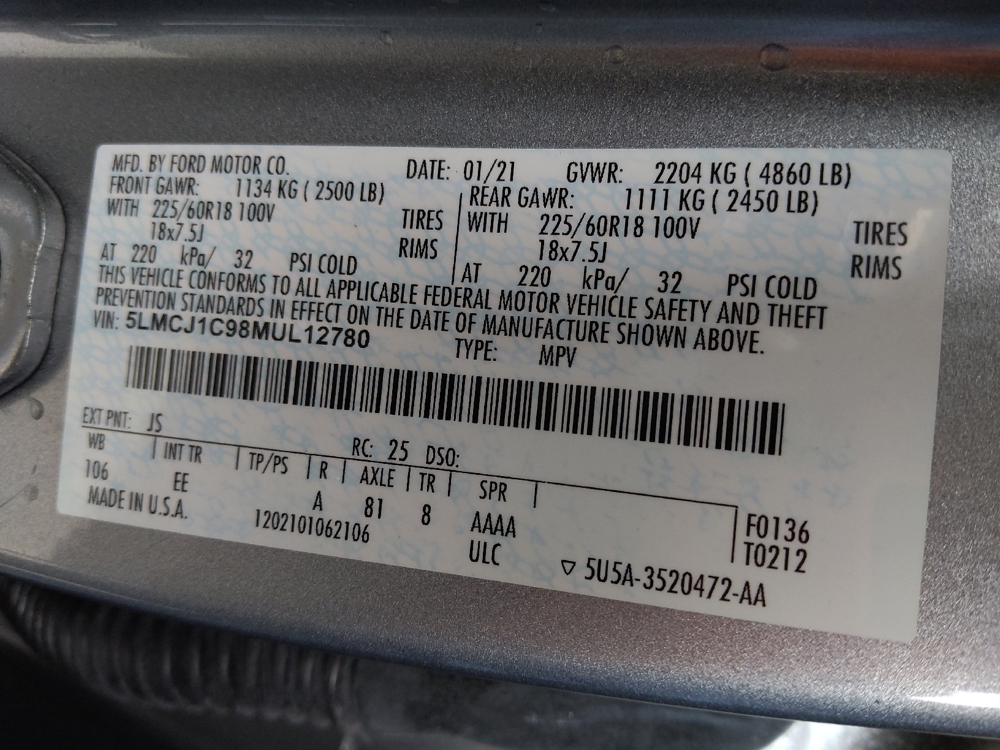 MFD. BY FORD MOTOR CO. DATE: 01/21 GVWR: 2204 KG ( 4860 LB)
FRONT GAWR: 1134 KG ( 2500 LB) REAR GAWR: 1111 KG ( 2450 LB)
WITH 225/60R18 100V TIRES WITH 225/60R18 100V TIRES
18x7.5J RIMS 18x7.5J RIMS
AT 220 kPa/ 32 PSI COLD AT 220 kPa/ 32 PSI COLD
THIS VEHICLE CONFORMS TO ALL APPLICABLE FEDERAL MOTOR VEHICLE SAFETY AND THEFT
PREVENTION STANDARDS IN EFFECT ON THE DATE OF MANUFACTURE SHOWN ABOVE.
VIN: 5LMCJ1C98MUL12780 TYPE: MPV
EXT PNT: JS RC: 25 DSO:
WB INT TR TP/PS R AXLE TR SPR
106 EE A 81 8 AAAA F0136
MADE IN U.S.A. 1202101062106 ULC T0212
5U5A-3520472-AA